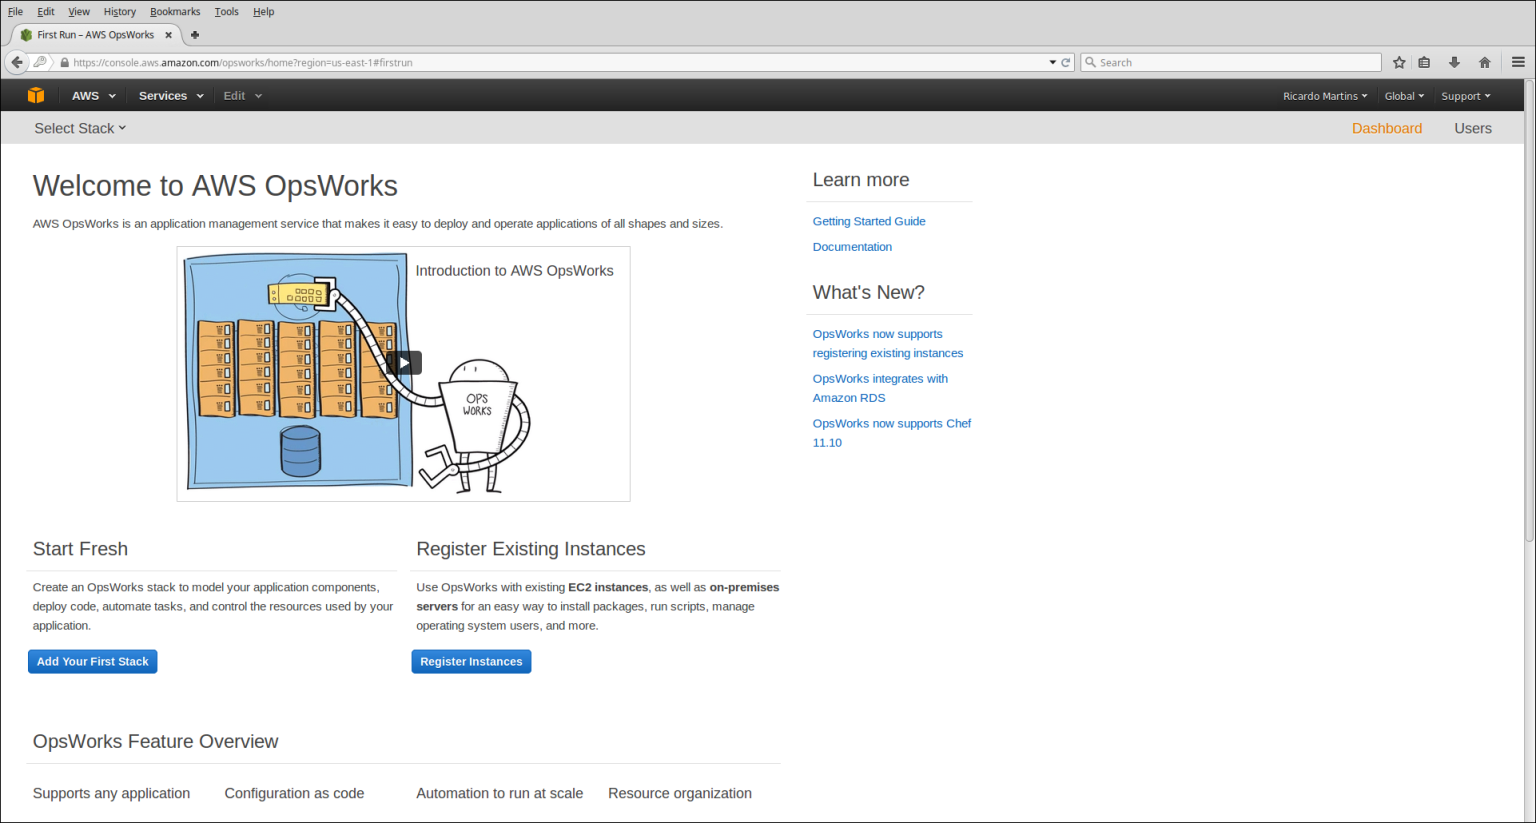 File Edit View History Bookmarks Tools Help
First Run – AWS OpsWorks
https://console.aws.amazon.com/opsworks/home?region=us-east-1#firstrun
Search
AWS Services Edit Ricardo Martins Global Support
Select Stack Dashboard Users
Welcome to AWS OpsWorks
AWS OpsWorks is an application management service that makes it easy to deploy and operate applications of all shapes and sizes.
Introduction to AWS OpsWorks
OPS
WORKS
Learn more
Getting Started Guide
Documentation
What's New?
OpsWorks now supports
registering existing instances
OpsWorks integrates with
Amazon RDS
OpsWorks now supports Chef
11.10
Start Fresh
Create an OpsWorks stack to model your application components,
deploy code, automate tasks, and control the resources used by your
application.
Add Your First Stack
Register Existing Instances
Use OpsWorks with existing EC2 instances, as well as on-premises
servers for an easy way to install packages, run scripts, manage
operating system users, and more.
Register Instances
OpsWorks Feature Overview
Supports any application Configuration as code Automation to run at scale Resource organization